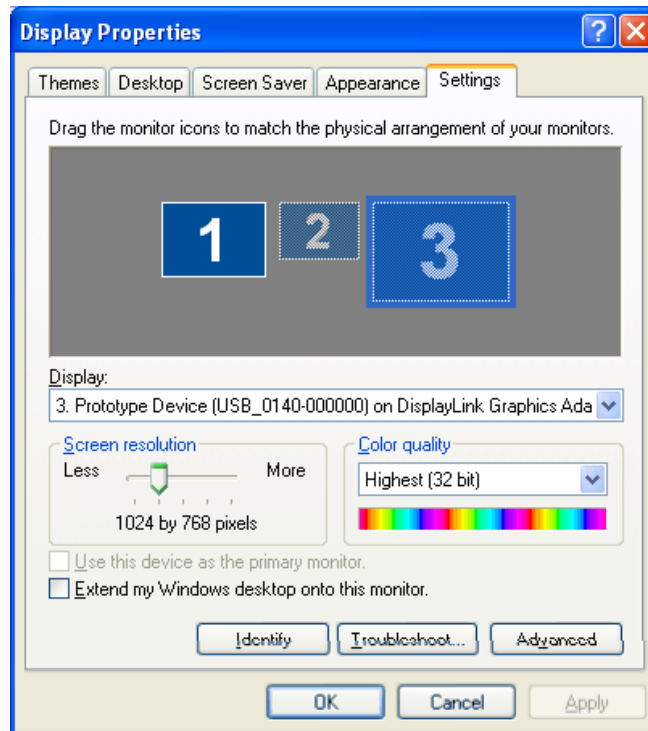 Display Properties
Themes Desktop Screen Saver Appearance Settings
Drag the monitor icons to match the physical arrangement of your monitors.
1 2 3
Display:
3. Prototype Device (USB_0140-000000) on DisplayLink Graphics Ada
Screen resolution
Less More
1024 by 768 pixels
Color quality
Highest (32 bit)
Use this device as the primary monitor.
Extend my Windows desktop onto this monitor.
Identify Troubleshoot... Advanced
OK Cancel Apply